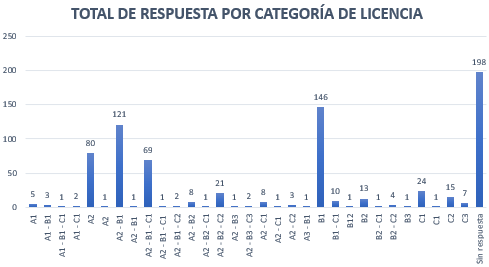 TOTAL DE RESPUESTA POR CATEGORÍA DE LICENCIA
250
200
150
100
50
0
5
3
1
2
80
1
121
1
69
1
2
8
1
21
1
2
8
1
3
1
146
10
1
13
1
4
1
24
1
15
7
198
A1
A1 - B1
A1 - B1 - C1
A1 - C1
A2
A2
A2 - B1
A2 - B1
A2 - B1 - C1
A2 - B1 - C1
A2 - B1 - C2
A2 - B2
A2 - B2 - C1
A2 - B2 - C2
A2 - B3
A2 - B3 - C3
A2 - C1
A2 - C1
A2 - C2
A3 - B1
B1
B1 - C1
B12
B2
B2 - C1
B2 - C2
B3
C1
C1
C2
C3
Sin respuesta